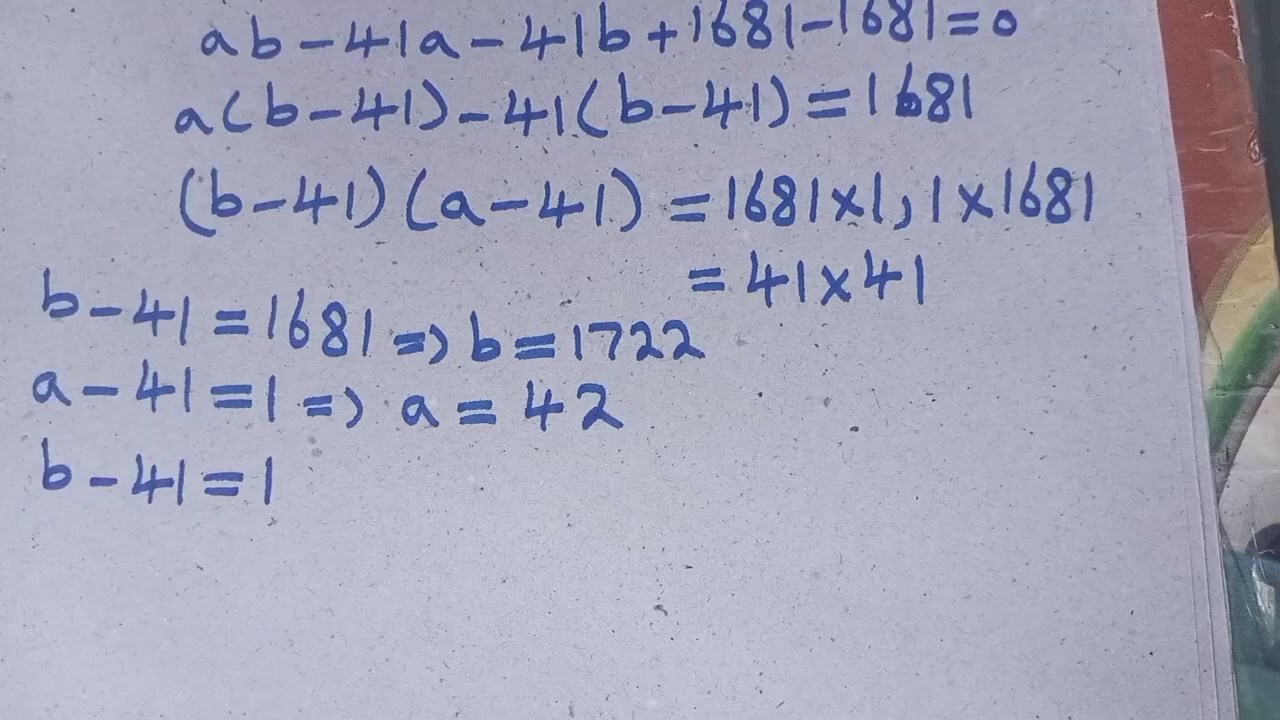 ab-41a-41b+1681-1681=0
a(b-41)-41(b-41)=1681
(b-41)(a-41)=1681×1, 1×1681
=41×41
b-41=1681=>b=1722
a-41=1=>a=42
b-41=1